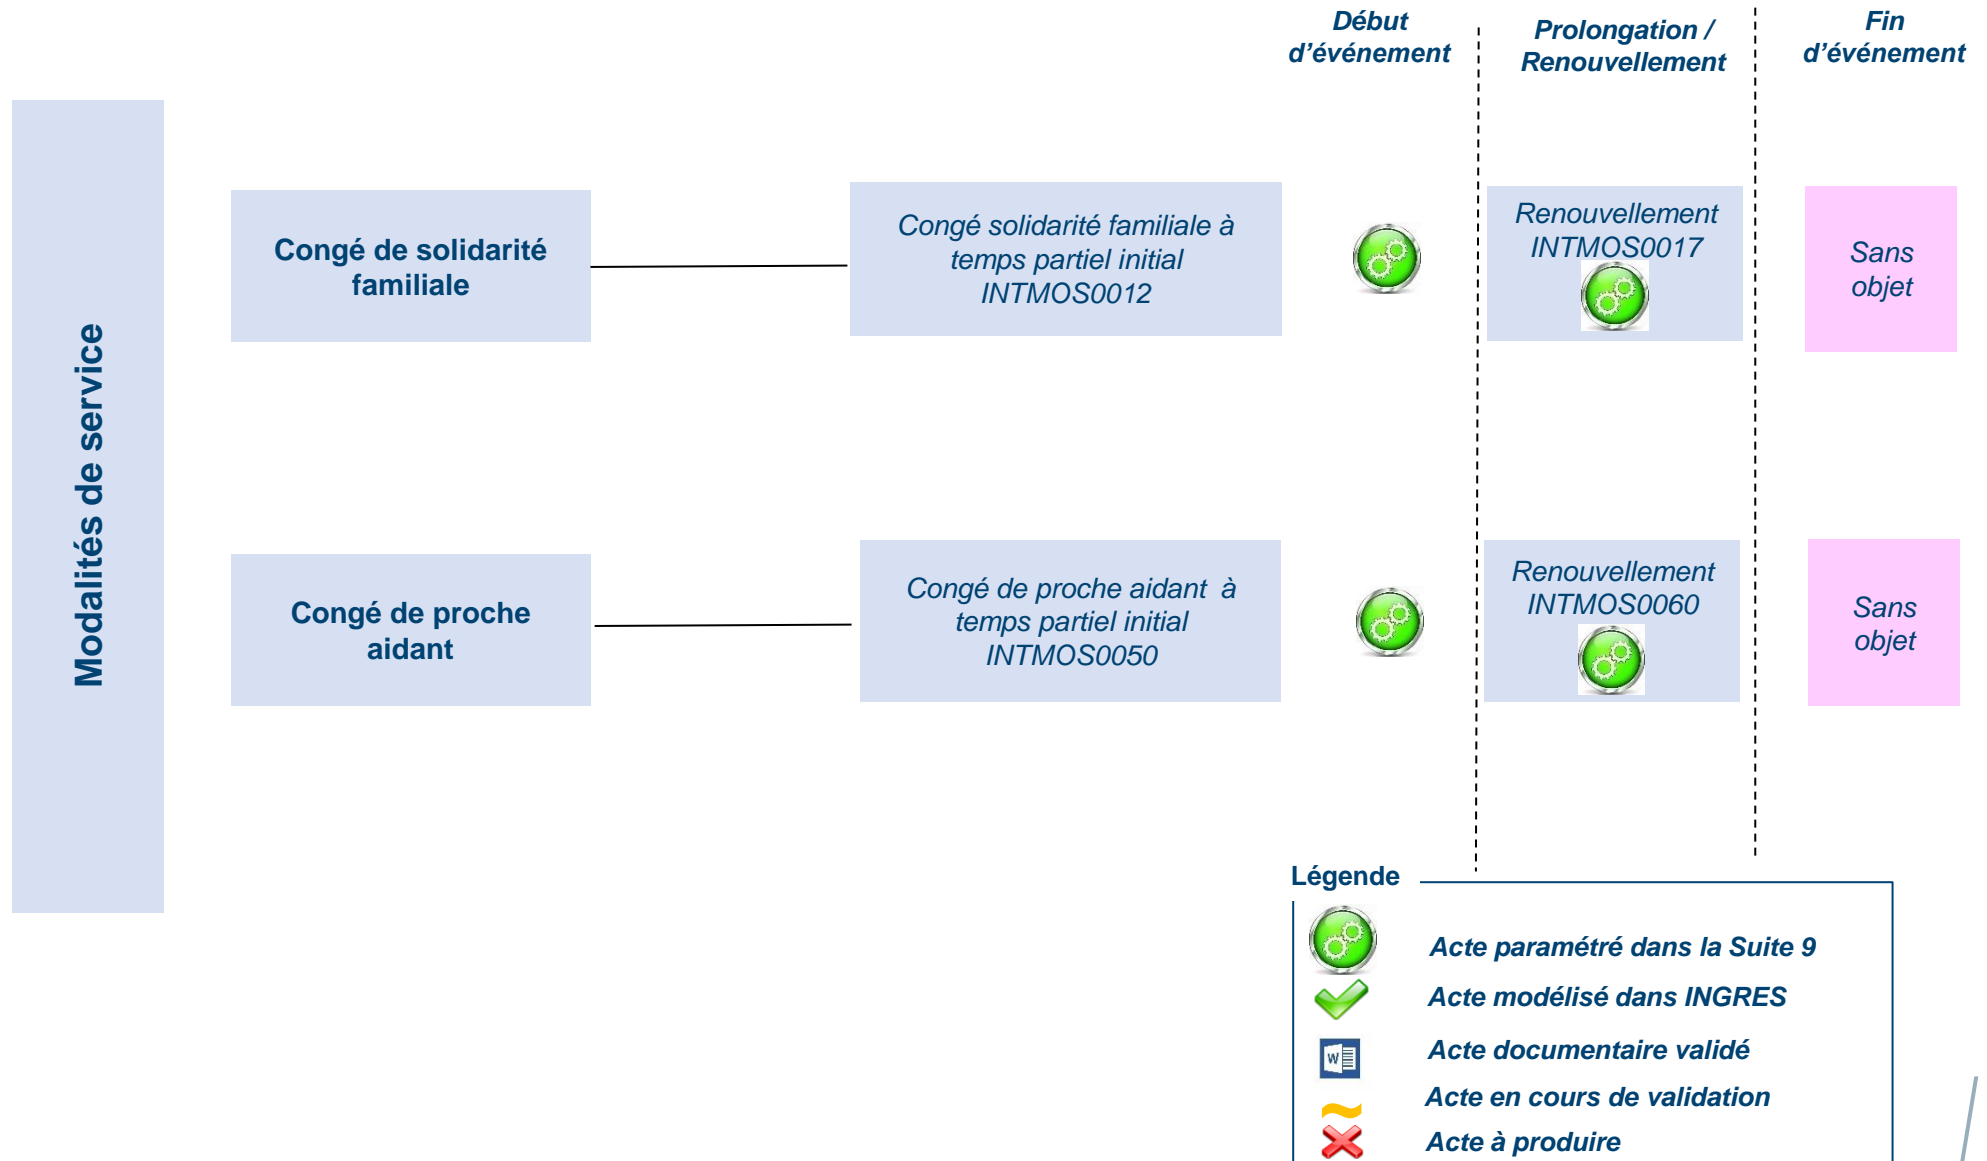 Début
d’événement
Prolongation /
Renouvellement
Fin
d’événement
Modalités de service
Congé de solidarité
familiale
Congé solidarité familiale à
temps partiel initial
INTMOS0012
Renouvellement
INTMOS0017
Sans
objet
Congé de proche
aidant
Congé de proche aidant  à
temps partiel initial
INTMOS0050
Renouvellement
INTMOS0060
Sans
objet
Légende
Acte paramétré dans la Suite 9
Acte modélisé dans INGRES
W
Acte documentaire validé
Acte en cours de validation
Acte à produire